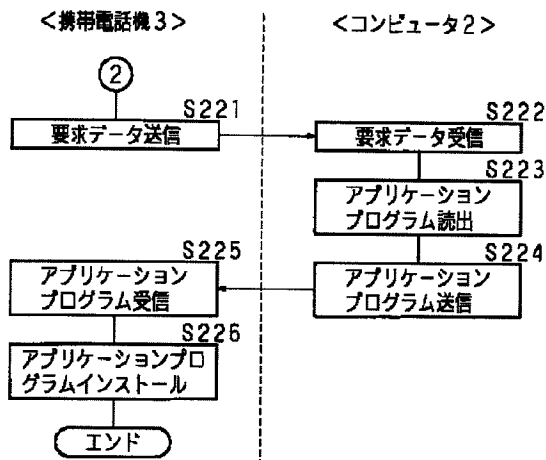 <携帯電話機3>
<コンピュータ2>
2
S221
要求データ送信
S222
要求データ受信
S223
アプリケーション
プログラム読出
S224
アプリケーション
プログラム送信
S225
アプリケーション
プログラム受信
S226
アプリケーションプロ
グラムインストール
エンド